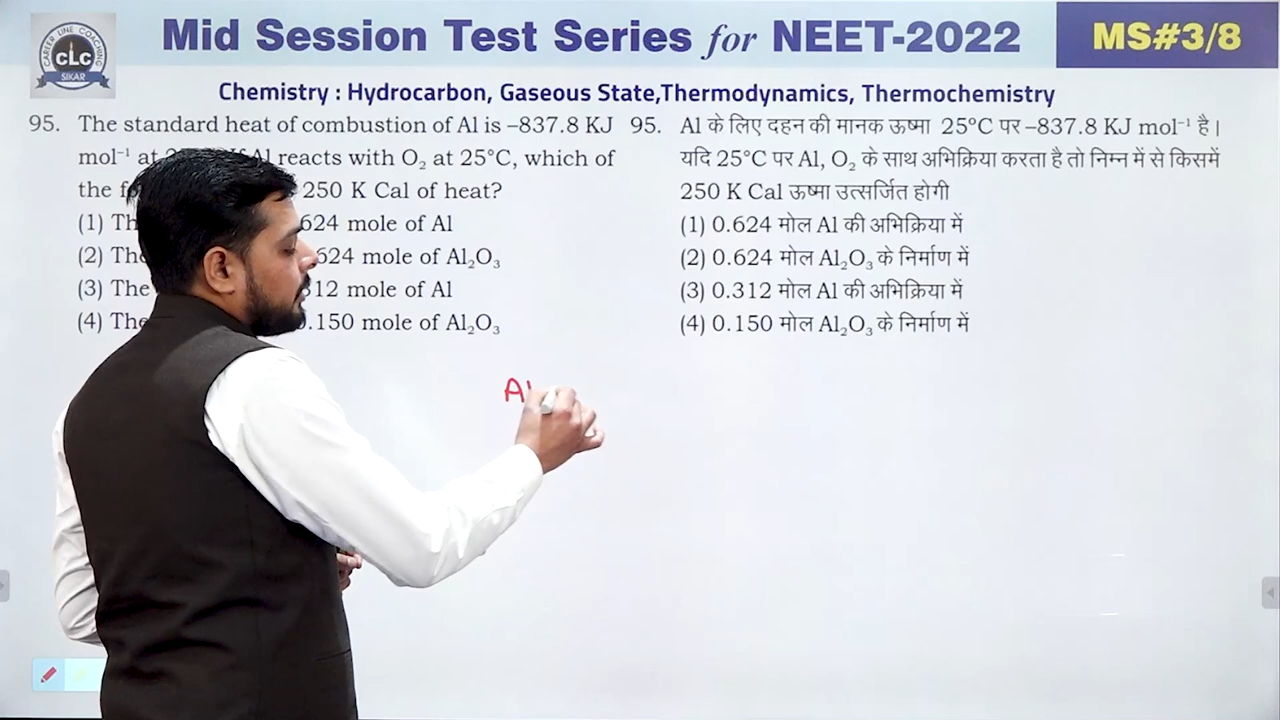 Mid Session Test Series for NEET-2022
MS#3/8
CAREER LINE COACHING
CLC
SIKAR
Chemistry : Hydrocarbon, Gaseous State,Thermodynamics, Thermochemistry
95. The standard heat of combustion of Al is –837.8 KJ
mol⁻¹ at Al reacts with O₂ at 25°C, which of
the 250 K Cal of heat?
(1) 624 mole of Al
(2) The 624 mole of Al₂O₃
(3) The 312 mole of Al
(4) The 0.150 mole of Al₂O₃
95. Al के लिए दहन की मानक ऊष्मा 25°C पर –837.8 KJ mol⁻¹ है।
यदि 25°C पर Al, O₂ के साथ अभिक्रिया करता है तो निम्न में से किसमें
250 K Cal ऊष्मा उत्सर्जित होगी
(1) 0.624 मोल Al की अभिक्रिया में
(2) 0.624 मोल Al₂O₃ के निर्माण में
(3) 0.312 मोल Al की अभिक्रिया में
(4) 0.150 मोल Al₂O₃ के निर्माण में
Al